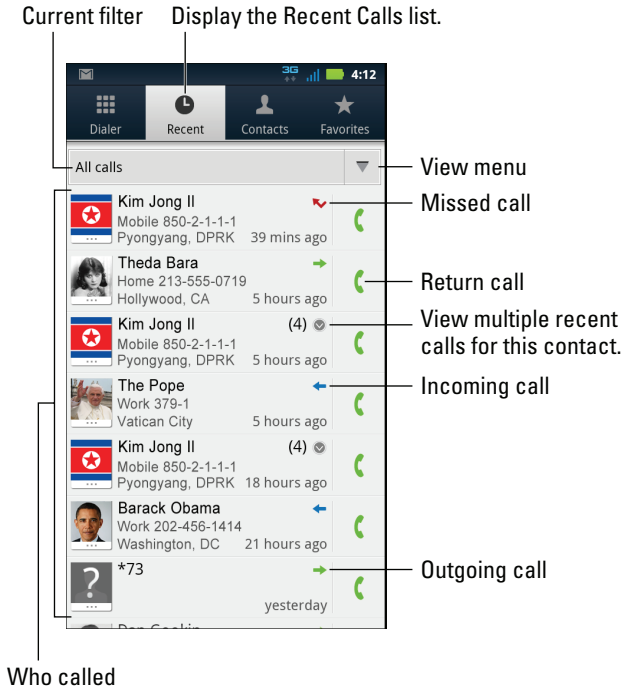 Current filter
Display the Recent Calls list.
3G
4:12
Dialer
Recent
Contacts
Favorites
All calls
View menu
Kim Jong Il
Missed call
Mobile 850-2-1-1-1
Pyongyang, DPRK 39 mins ago
Theda Bara
Home 213-555-0719
Return call
Hollywood, CA 5 hours ago
Kim Jong Il (4)
View multiple recent
calls for this contact.
Mobile 850-2-1-1-1
Pyongyang, DPRK 5 hours ago
The Pope
Incoming call
Work 379-1
Vatican City 5 hours ago
Kim Jong Il (4)
Mobile 850-2-1-1-1
Pyongyang, DPRK 18 hours ago
Barack Obama
Work 202-456-1414
Washington, DC 21 hours ago
*73
Outgoing call
yesterday
Dan Gookin
Who called